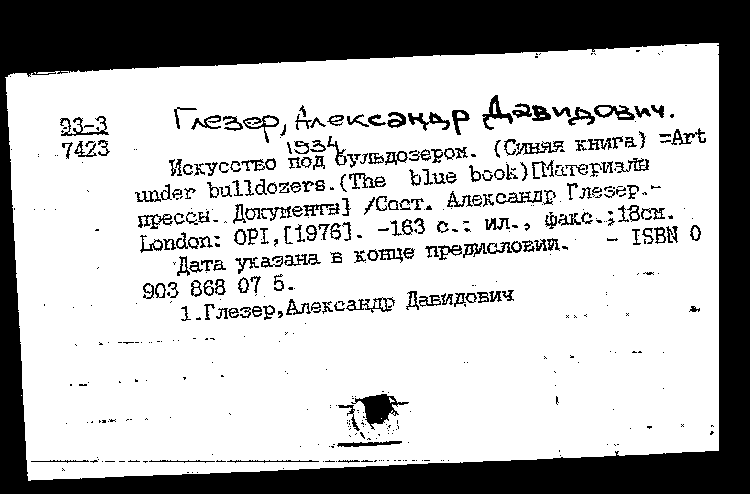 93-3
7423
Глезер, Александр Давидович.
1934
Искусство под бульдозером. (Синяя книга) =Art
under bulldozers.(The blue book)[Материалы
прессы. Документы] /Сост. Александр Глезер.-
London: OPI,[1976]. -163 с.: ил., факс.;18см.
Дата указана в конце предисловии. - ISBN 0
903 868 07 5.
1.Глезер,Александр Давидович